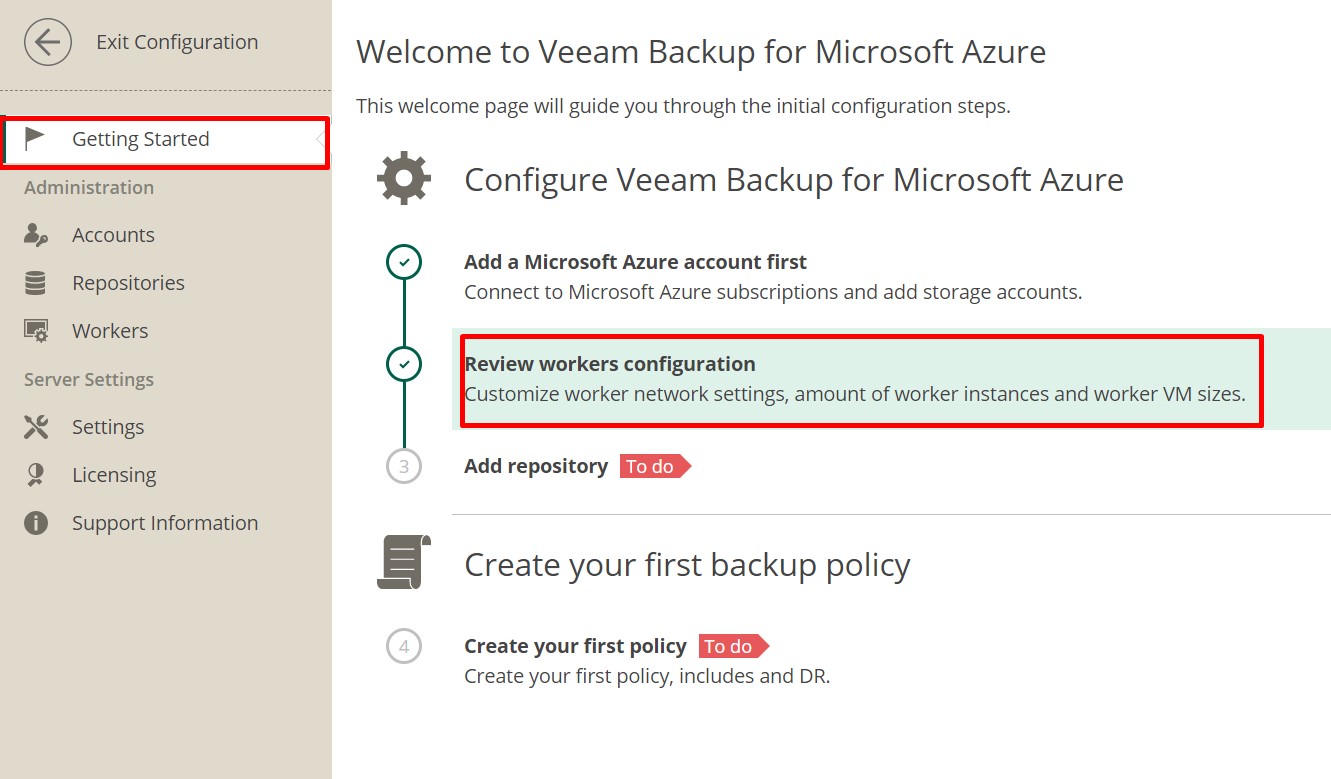 Exit Configuration
Getting Started
Administration
Accounts
Repositories
Workers
Server Settings
Settings
Licensing
Support Information
Welcome to Veeam Backup for Microsoft Azure
This welcome page will guide you through the initial configuration steps.
Configure Veeam Backup for Microsoft Azure
Add a Microsoft Azure account first
Connect to Microsoft Azure subscriptions and add storage accounts.
Review workers configuration
Customize worker network settings, amount of worker instances and worker VM sizes.
3 Add repository To do
Create your first backup policy
4 Create your first policy To do
Create your first policy, includes and DR.